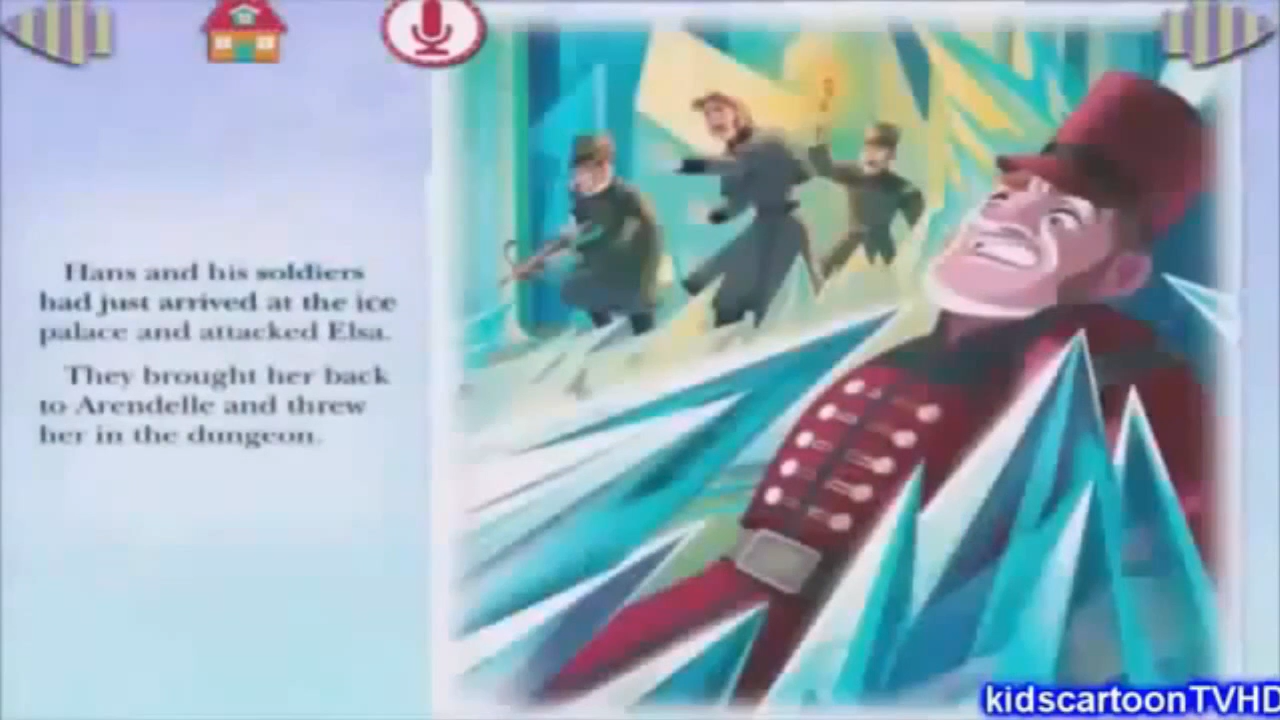 Hans and his soldiers
had just arrived at the ice
palace and attacked Elsa.
They brought her back
to Arendelle and threw
her in the dungeon.
kidscartoonTVHD